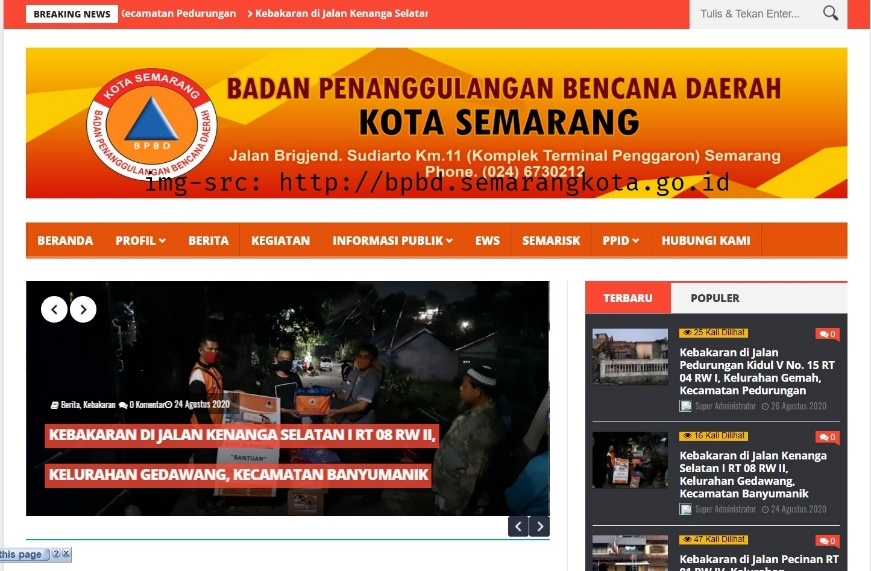 BREAKING NEWS
Kecamatan Pedurungan
Kebakaran di Jalan Kenanga Selatan
Tulis & Tekan Enter...
KOTA SEMARANG
BADAN PENANGGULANGAN BENCANA DAERAH
BPBD
BADAN PENANGGULANGAN BENCANA DAERAH
KOTA SEMARANG
Jalan Brigjend. Sudiarto Km.11 (Komplek Terminal Penggaron) Semarang
Phone. (024) 6730212
img-src: http://bpbd.semarangkota.go.id
BERANDA PROFIL BERITA KEGIATAN INFORMASI PUBLIK EWS SEMARISK PPID HUBUNGI KAMI
Berita, Kebakaran 0 Komentar 24 Agustus 2020
KEBAKARAN DI JALAN KENANGA SELATAN I RT 08 RW II,
"BANTUAN"
KELURAHAN GEDAWANG, KECAMATAN BANYUMANIK
this page ? x
TERBARU POPULER
25 Kali Dilihat 0
Kebakaran di Jalan
Pedurungan Kidul V No. 15 RT
04 RW I, Kelurahan Gemah,
Kecamatan Pedurungan
Super Administrator 26 Agustus 2020
16 Kali Dilihat 0
Kebakaran di Jalan Kenanga
Selatan I RT 08 RW II,
Kelurahan Gedawang,
Kecamatan Banyumanik
Super Administrator 24 Agustus 2020
47 Kali Dilihat 0
Kebakaran di Jalan Pecinan RT
01 RW IV, Kelurahan